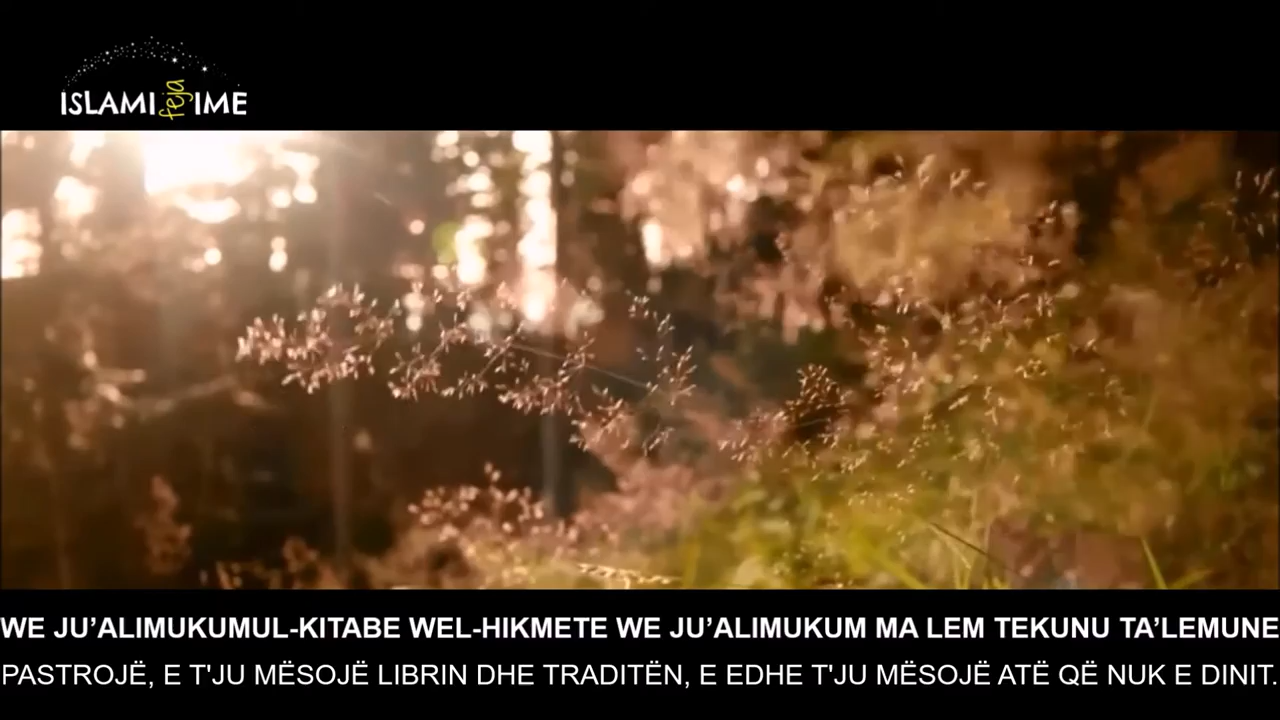 ISLAMI feja IME
WE JU’ALIMUKUMUL-KITABE WEL-HIKMETE WE JU’ALIMUKUM MA LEM TEKUNU TA’LEMUNE
PASTROJË, E T'JU MËSOJË LIBRIN DHE TRADITËN, E EDHE T'JU MËSOJË ATË QË NUK E DINIT.